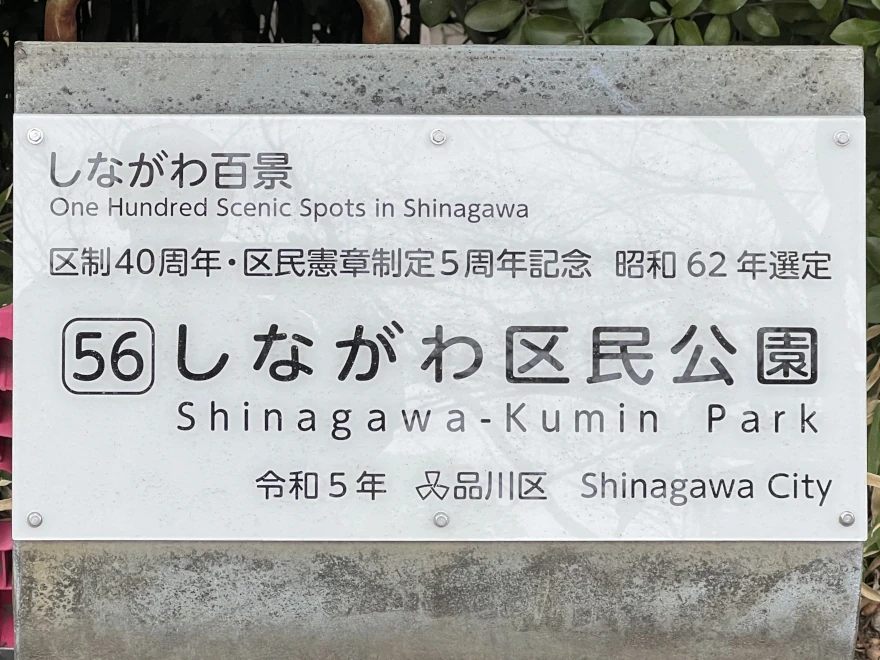 しながわ百景
One Hundred Scenic Spots in Shinagawa
区制40周年・区民憲章制定5周年記念 昭和62年選定
56 しながわ区民公園
Shinagawa-Kumin Park
令和5年 品川区 Shinagawa City